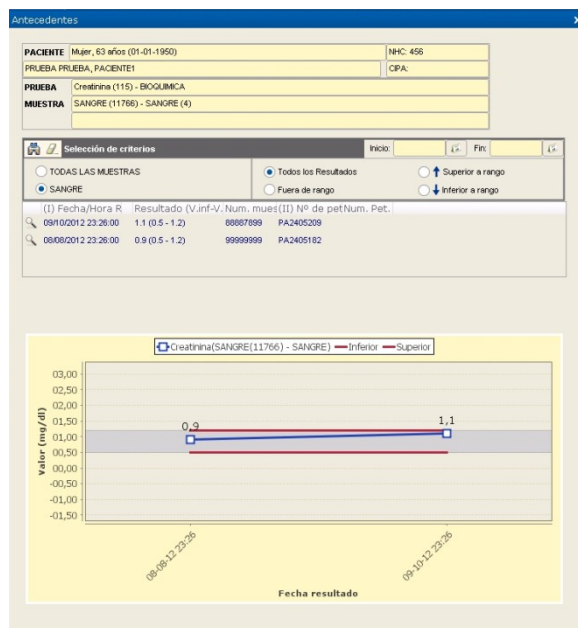 Antecedentes x
PACIENTE Mujer, 63 años (01-01-1950) NHC: 456
PRUEBA PRUEBA, PACIENTE1 CIPA:
PRUEBA Creatinina (115) - BIOQUIMICA
MUESTRA SANGRE (11766) - SANGRE (4)
Selección de criterios Inicio: Fin:
TODAS LAS MUESTRAS Todos los Resultados Superior a rango
SANGRE Fuera de rango Inferior a rango
(I) Fecha/Hora R Resultado (V.inf-V. Num. mues (II) Nº de pet Num. Pet.
09/10/2012 23:26:00 1.1 (0.5 - 1.2) 88887899 PA2405209
08/08/2012 23:26:00 0.9 (0.5 - 1.2) 99999999 PA2405182
Creatinina(SANGRE(11766) - SANGRE) Inferior Superior
Valor (mg/dl)
03,00
02,50
02,00
01,50
01,00
00,50
00,00
-00,50
-01,00
-01,50
0,9
1,1
08-08-12 23:26
09-10-12 23:26
Fecha resultado